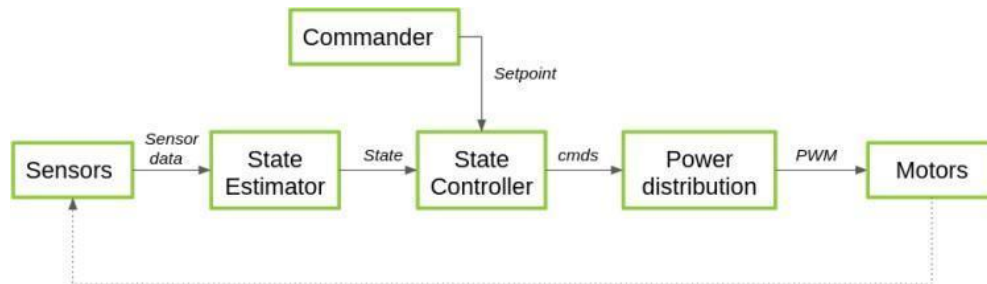 Commander
Setpoint
Sensors
Sensor
data
State
Estimator
State
State
Controller
cmds
Power
distribution
PWM
Motors